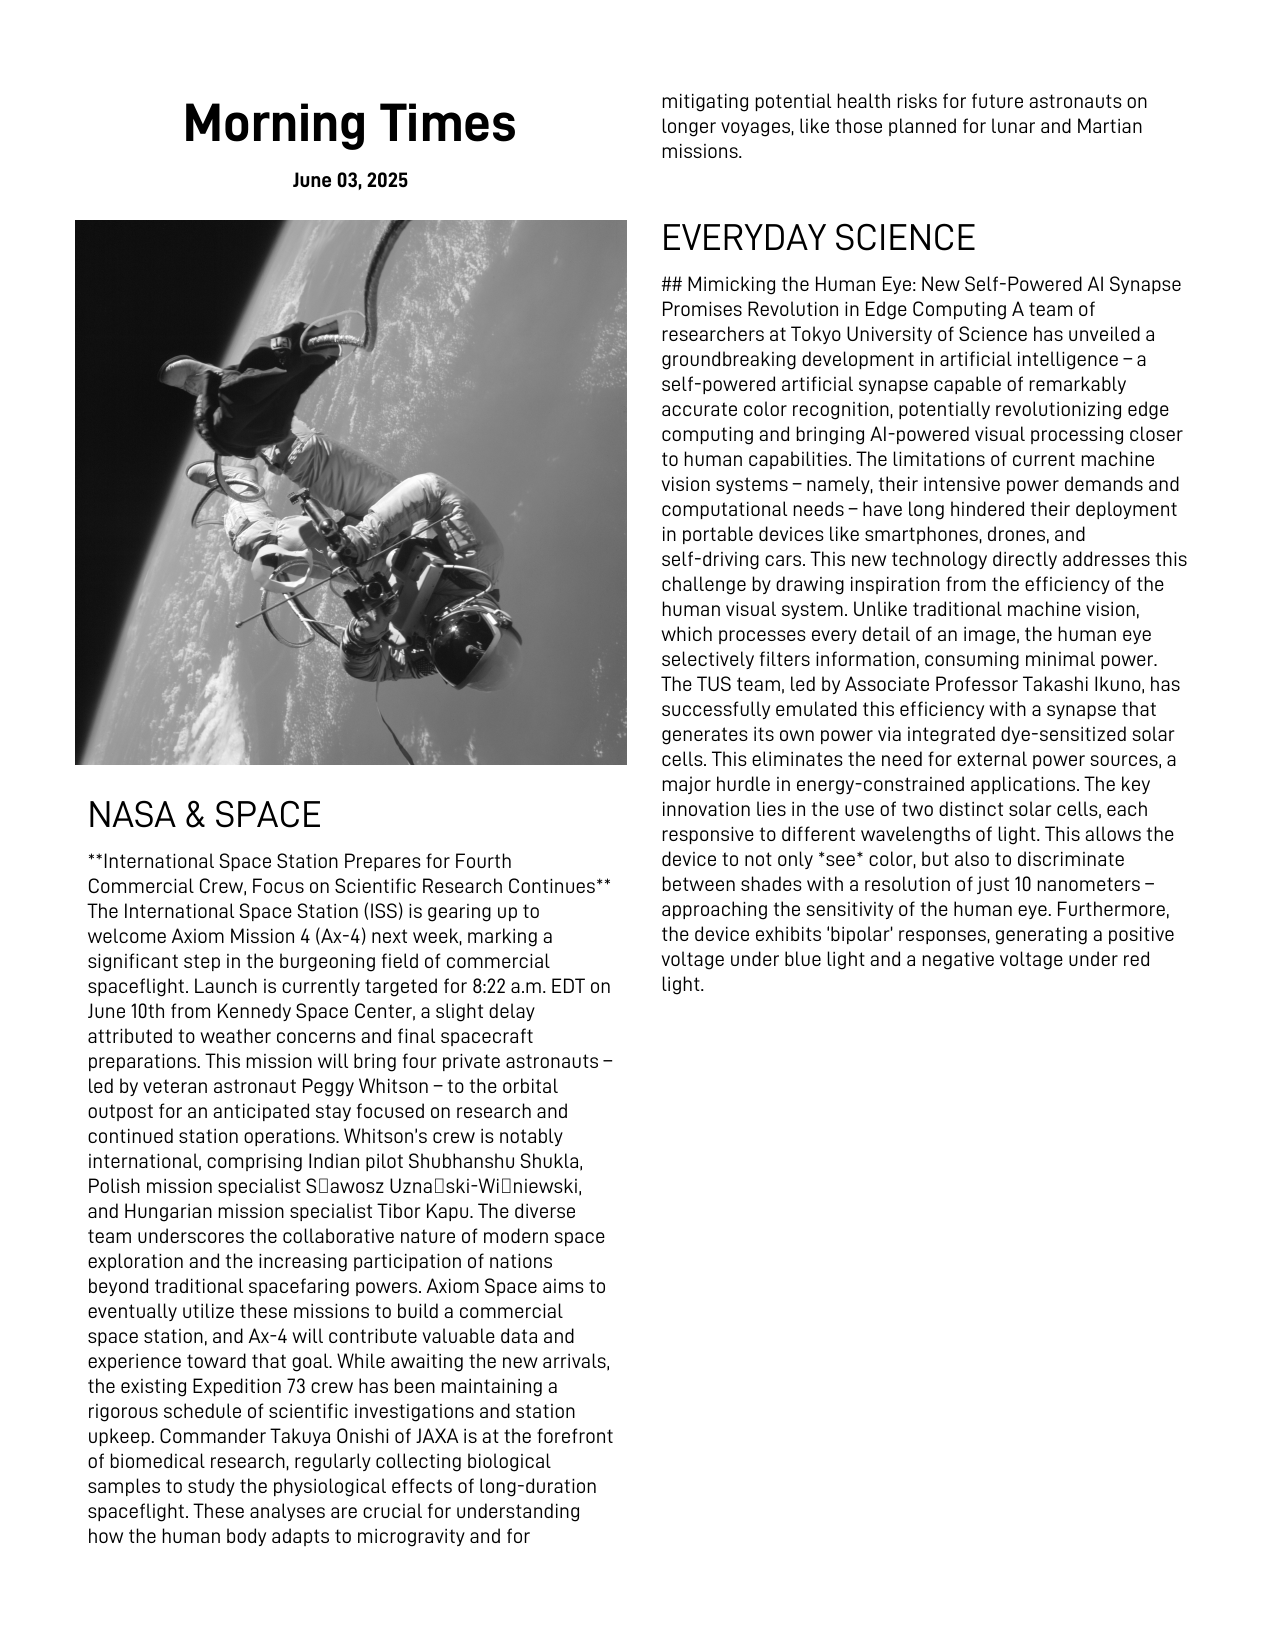 Morning Times
June 03, 2025
NASA & SPACE
**International Space Station Prepares for Fourth
Commercial Crew, Focus on Scientific Research Continues**
The International Space Station (ISS) is gearing up to
welcome Axiom Mission 4 (Ax-4) next week, marking a
significant step in the burgeoning field of commercial
spaceflight. Launch is currently targeted for 8:22 a.m. EDT on
June 10th from Kennedy Space Center, a slight delay
attributed to weather concerns and final spacecraft
preparations. This mission will bring four private astronauts –
led by veteran astronaut Peggy Whitson – to the orbital
outpost for an anticipated stay focused on research and
continued station operations. Whitson's crew is notably
international, comprising Indian pilot Shubhanshu Shukla,
Polish mission specialist S□awosz Uzna□ski-Wi□niewski,
and Hungarian mission specialist Tibor Kapu. The diverse
team underscores the collaborative nature of modern space
exploration and the increasing participation of nations
beyond traditional spacefaring powers. Axiom Space aims to
eventually utilize these missions to build a commercial
space station, and Ax-4 will contribute valuable data and
experience toward that goal. While awaiting the new arrivals,
the existing Expedition 73 crew has been maintaining a
rigorous schedule of scientific investigations and station
upkeep. Commander Takuya Onishi of JAXA is at the forefront
of biomedical research, regularly collecting biological
samples to study the physiological effects of long-duration
spaceflight. These analyses are crucial for understanding
how the human body adapts to microgravity and for
mitigating potential health risks for future astronauts on
longer voyages, like those planned for lunar and Martian
missions.
EVERYDAY SCIENCE
## Mimicking the Human Eye: New Self-Powered AI Synapse
Promises Revolution in Edge Computing A team of
researchers at Tokyo University of Science has unveiled a
groundbreaking development in artificial intelligence – a
self-powered artificial synapse capable of remarkably
accurate color recognition, potentially revolutionizing edge
computing and bringing AI-powered visual processing closer
to human capabilities. The limitations of current machine
vision systems – namely, their intensive power demands and
computational needs – have long hindered their deployment
in portable devices like smartphones, drones, and
self-driving cars. This new technology directly addresses this
challenge by drawing inspiration from the efficiency of the
human visual system. Unlike traditional machine vision,
which processes every detail of an image, the human eye
selectively filters information, consuming minimal power.
The TUS team, led by Associate Professor Takashi Ikuno, has
successfully emulated this efficiency with a synapse that
generates its own power via integrated dye-sensitized solar
cells. This eliminates the need for external power sources, a
major hurdle in energy-constrained applications. The key
innovation lies in the use of two distinct solar cells, each
responsive to different wavelengths of light. This allows the
device to not only *see* color, but also to discriminate
between shades with a resolution of just 10 nanometers –
approaching the sensitivity of the human eye. Furthermore,
the device exhibits 'bipolar' responses, generating a positive
voltage under blue light and a negative voltage under red
light.